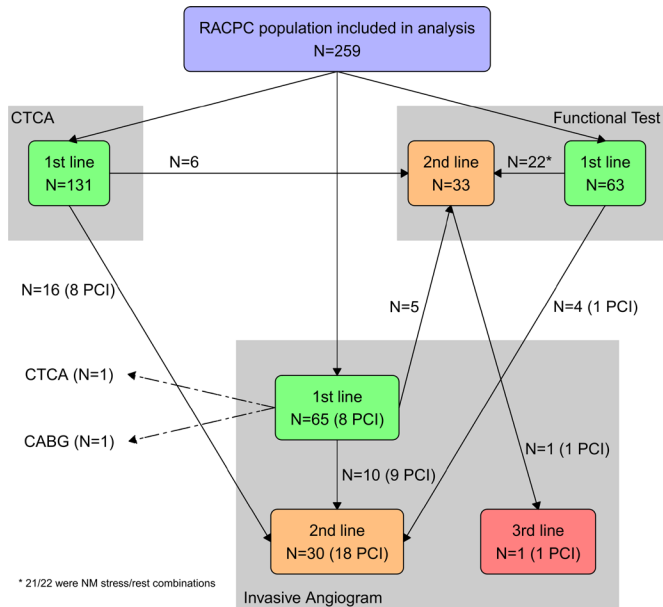 RACPC population included in analysis
N=259
CTCA
Functional Test
1st line
N=131
N=6
2nd line
N=33
N=22*
1st line
N=63
N=16 (8 PCI)
N=5
N=4 (1 PCI)
CTCA (N=1)
CABG (N=1)
1st line
N=65 (8 PCI)
N=10 (9 PCI)
N=1 (1 PCI)
2nd line
N=30 (18 PCI)
3rd line
N=1 (1 PCI)
* 21/22 were NM stress/rest combinations
Invasive Angiogram